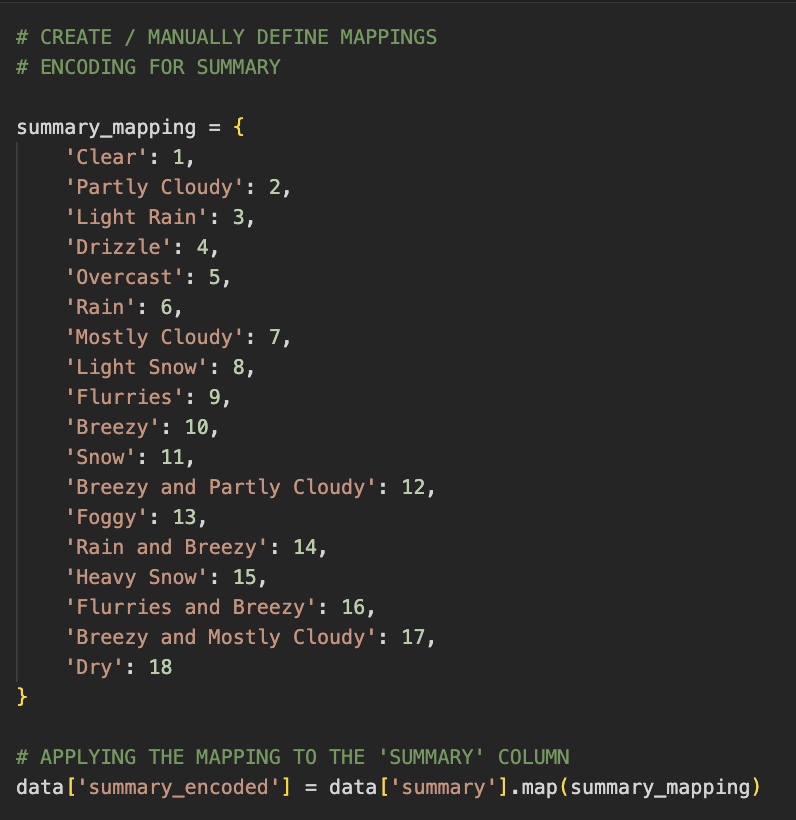 # CREATE / MANUALLY DEFINE MAPPINGS
# ENCODING FOR SUMMARY
summary_mapping = {
    'Clear': 1,
    'Partly Cloudy': 2,
    'Light Rain': 3,
    'Drizzle': 4,
    'Overcast': 5,
    'Rain': 6,
    'Mostly Cloudy': 7,
    'Light Snow': 8,
    'Flurries': 9,
    'Breezy': 10,
    'Snow': 11,
    'Breezy and Partly Cloudy': 12,
    'Foggy': 13,
    'Rain and Breezy': 14,
    'Heavy Snow': 15,
    'Flurries and Breezy': 16,
    'Breezy and Mostly Cloudy': 17,
    'Dry': 18
}
# APPLYING THE MAPPING TO THE 'SUMMARY' COLUMN
data['summary_encoded'] = data['summary'].map(summary_mapping)